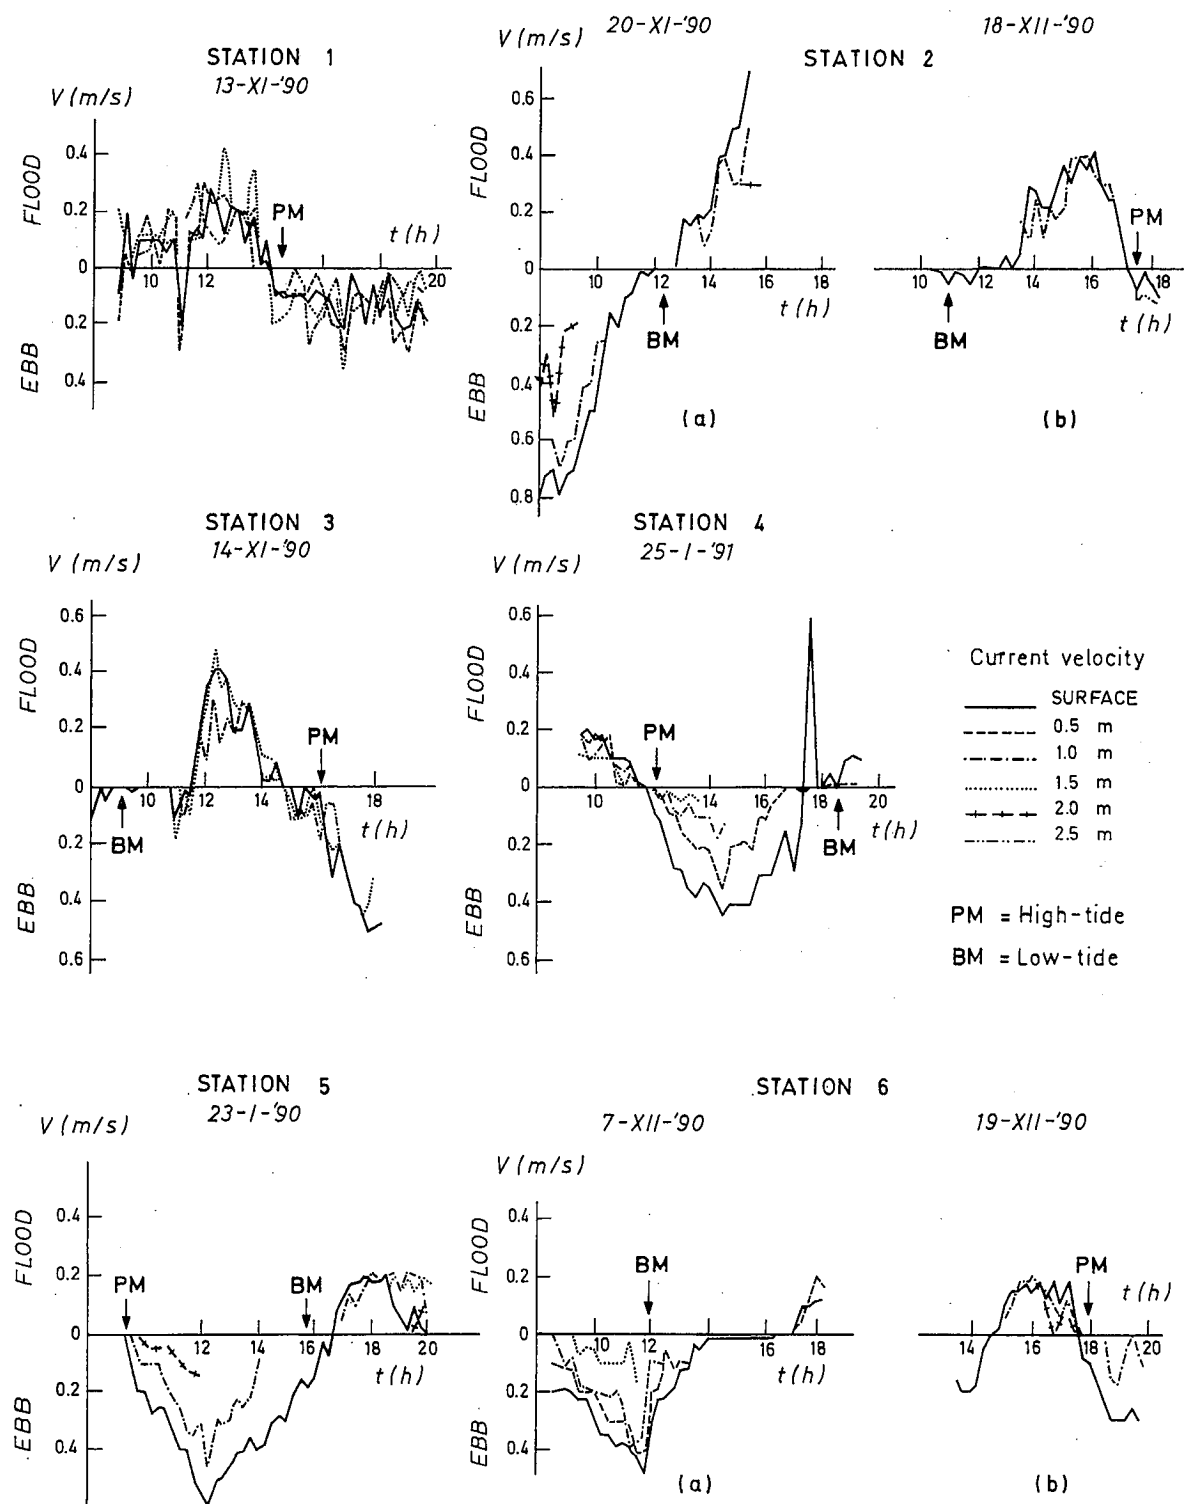 STATION 1
13-XI-'90
V (m/s)
FLOOD
EBB
0.4
0.2
0
0.2
0.4
10
12
14
16
18
20
PM
t (h)
20-XI-'90
18-XII-'90
STATION 2
V (m/s)
FLOOD
EBB
0.6
0.4
0.2
0
0.2
0.4
0.6
0.8
10
12
14
16
18
t (h)
BM
(a)
10
12
14
16
18
PM
t (h)
BM
(b)
STATION 3
14-XI-'90
V (m/s)
FLOOD
EBB
0.6
0.4
0.2
0
0.2
0.4
0.6
10
12
14
16
18
PM
BM
t (h)
STATION 4
25-I-'91
V (m/s)
FLOOD
EBB
0.6
0.4
0.2
0
0.2
0.4
0.6
10
12
14
16
18
20
PM
BM
t (h)
Current velocity
SURFACE
0.5 m
1.0 m
1.5 m
2.0 m
2.5 m
PM = High-tide
BM = Low-tide
STATION 5
23-I-'90
V (m/s)
FLOOD
EBB
0.4
0.2
0
0.2
0.4
PM
BM
12
14
16
18
20
t (h)
STATION 6
7-XII-'90
19-XII-'90
V (m/s)
FLOOD
EBB
0.4
0.2
0
0.2
0.4
BM
10
12
14
16
18
t (h)
(a)
PM
t (h)
14
16
18
20
(b)